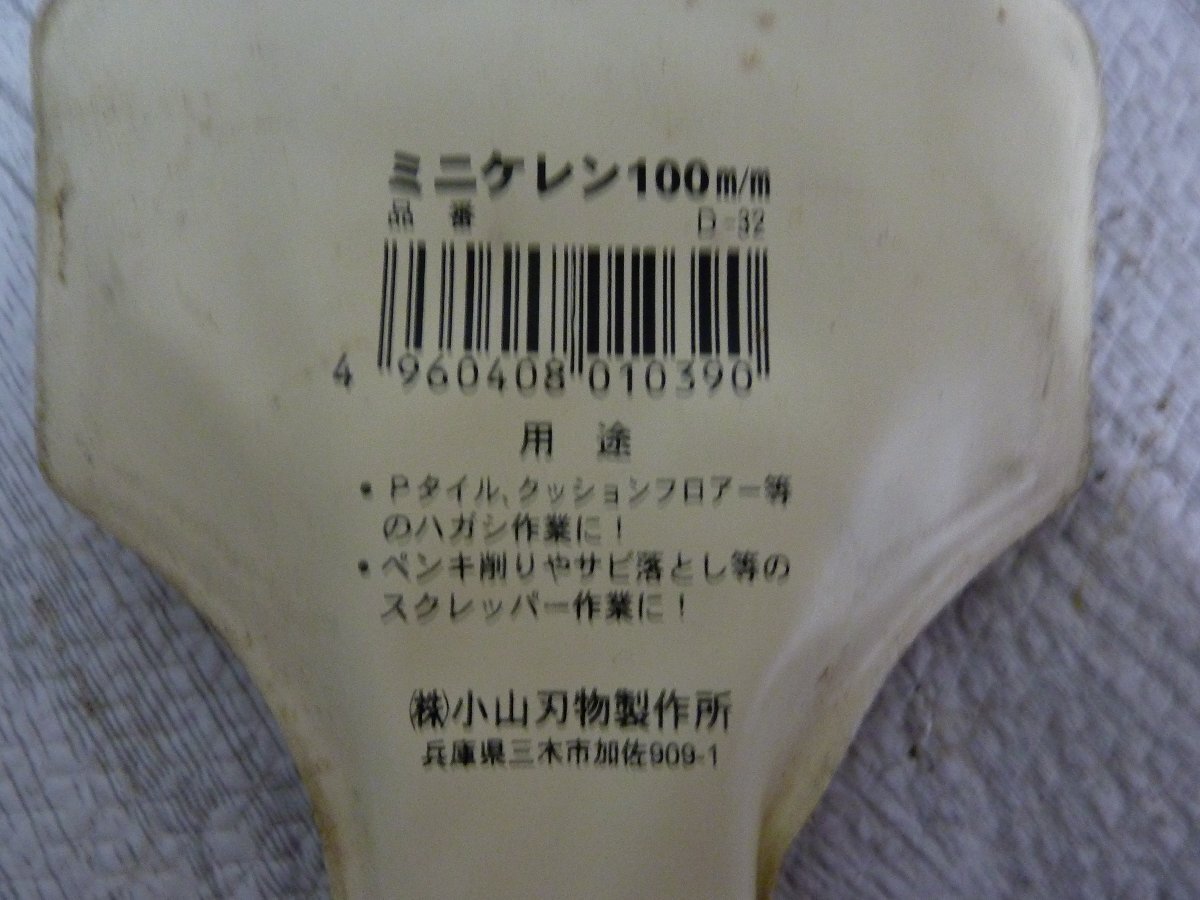 ミニケレン100m/m
品 番 D-32
4 960408 010390
用 途
• Pタイル、クッションフロアー等
のハガシ作業に!
• ペンキ削りやサビ落とし等の
スクレッパー作業に!
㈱小山刃物製作所
兵庫県三木市加佐909-1